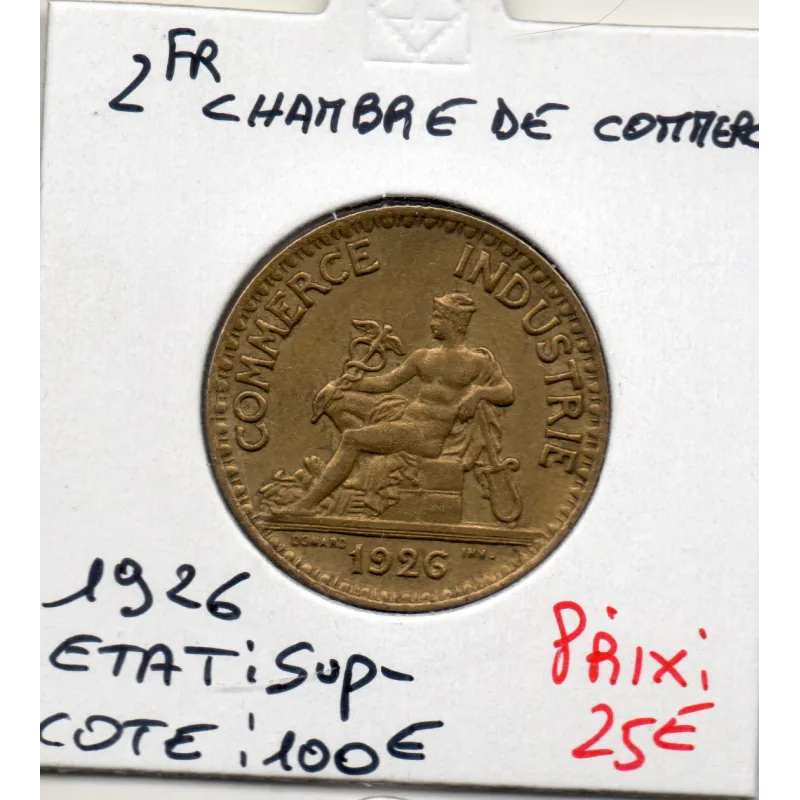 2 FR
CHAMBRE DE COMMERC
COMMERCE INDUSTRIE
DOMARD INV.
1926
1926
ETAT: SUP-
COTE: 100€
PRIX:
25€